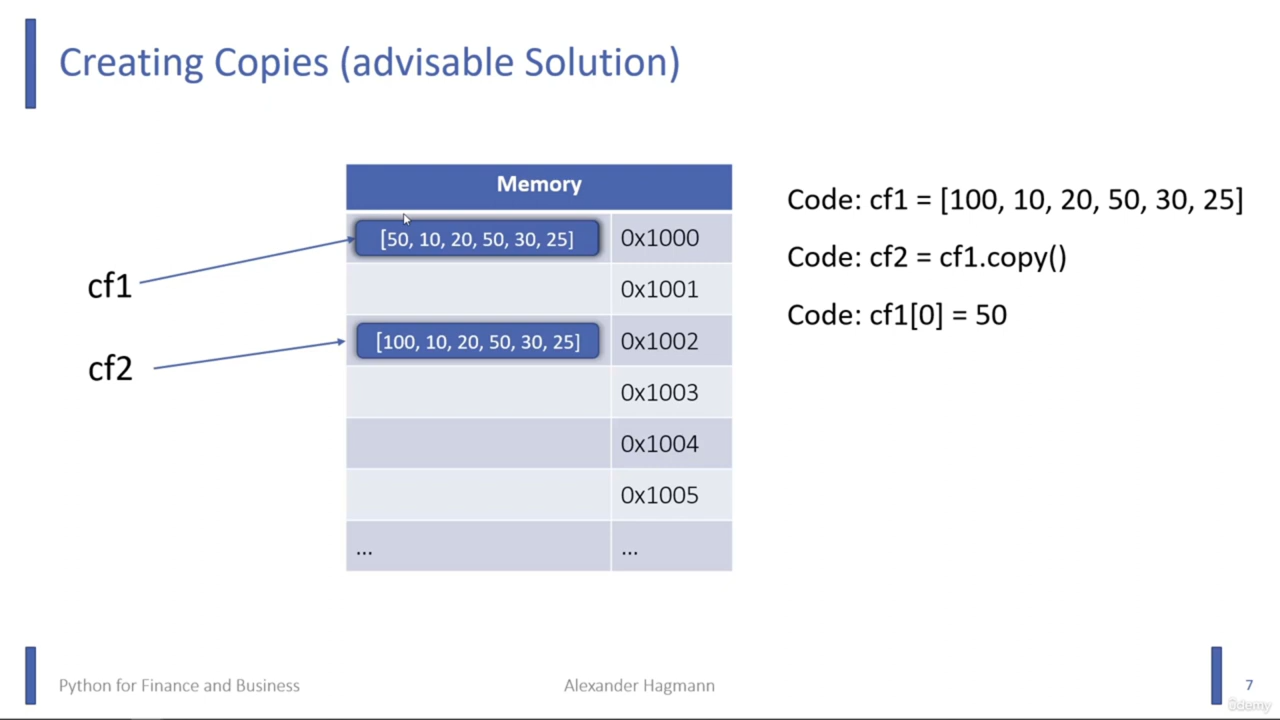 Creating Copies (advisable Solution)
Memory
[50, 10, 20, 50, 30, 25] 0x1000
0x1001
[100, 10, 20, 50, 30, 25] 0x1002
0x1003
0x1004
0x1005
... ...
cf1
cf2
Code: cf1 = [100, 10, 20, 50, 30, 25]
Code: cf2 = cf1.copy()
Code: cf1[0] = 50
Python for Finance and Business
Alexander Hagmann
7
ûdemy